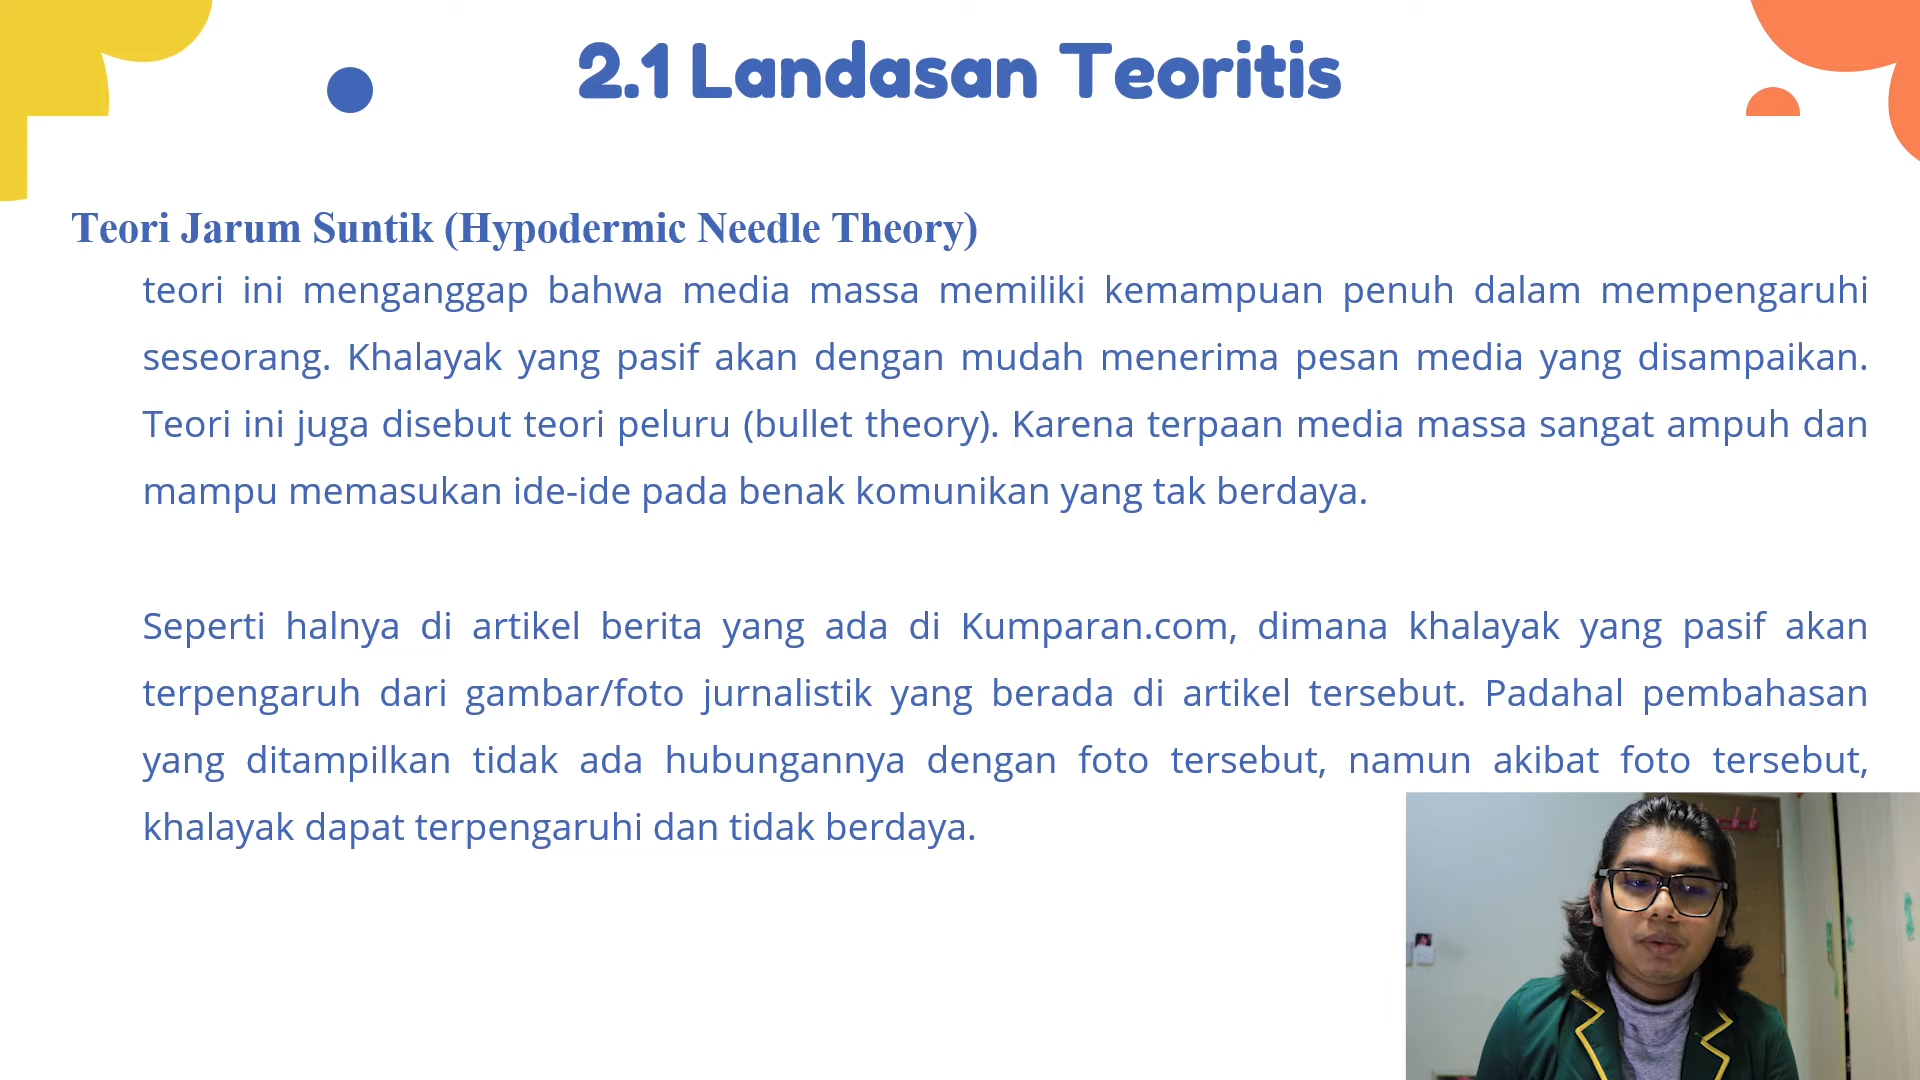 2.1 Landasan Teoritis
Teori Jarum Suntik (Hypodermic Needle Theory)
teori ini menganggap bahwa media massa memiliki kemampuan penuh dalam mempengaruhi
seseorang. Khalayak yang pasif akan dengan mudah menerima pesan media yang disampaikan.
Teori ini juga disebut teori peluru (bullet theory). Karena terpaan media massa sangat ampuh dan
mampu memasukan ide-ide pada benak komunikan yang tak berdaya.
Seperti halnya di artikel berita yang ada di Kumparan.com, dimana khalayak yang pasif akan
terpengaruh dari gambar/foto jurnalistik yang berada di artikel tersebut. Padahal pembahasan
yang ditampilkan tidak ada hubungannya dengan foto tersebut, namun akibat foto tersebut,
khalayak dapat terpengaruhi dan tidak berdaya.